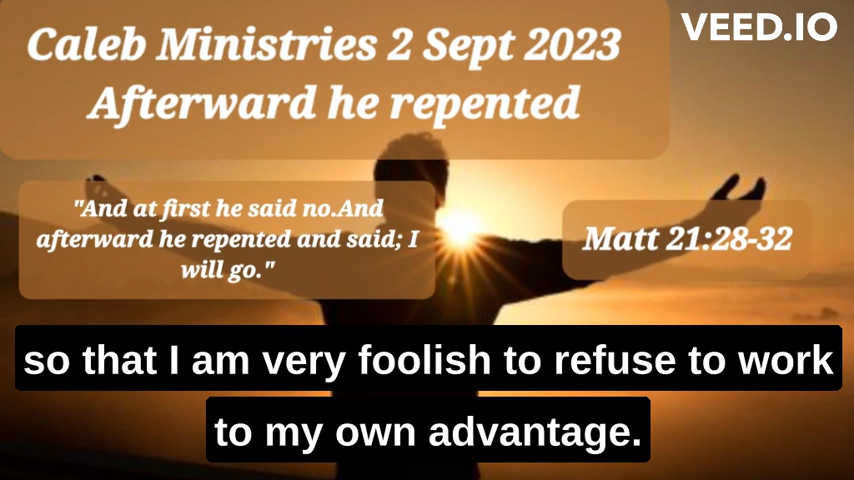 Caleb Ministries 2 Sept 2023
VEED.IO
Afterward he repented
"And at first he said no.And
afterward he repented and said; I
will go."
Matt 21:28-32
so that I am very foolish to refuse to work
to my own advantage.